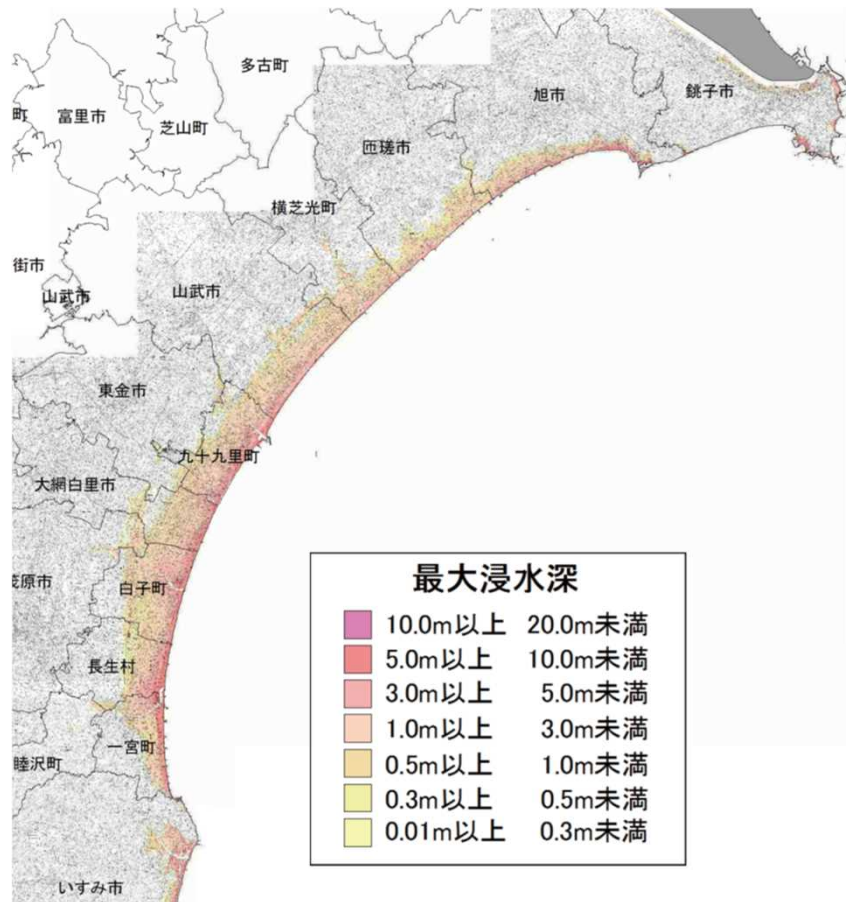 多古町
旭市
銚子市
町
富里市
芝山町
匝瑳市
横芝光町
街市
山武市
山武市
東金市
九十九里町
大網白里市
茂原市
白子町
長生村
一宮町
睦沢町
いすみ市
最大浸水深
10.0m以上 20.0m未満
5.0m以上 10.0m未満
3.0m以上 5.0m未満
1.0m以上 3.0m未満
0.5m以上 1.0m未満
0.3m以上 0.5m未満
0.01m以上 0.3m未満